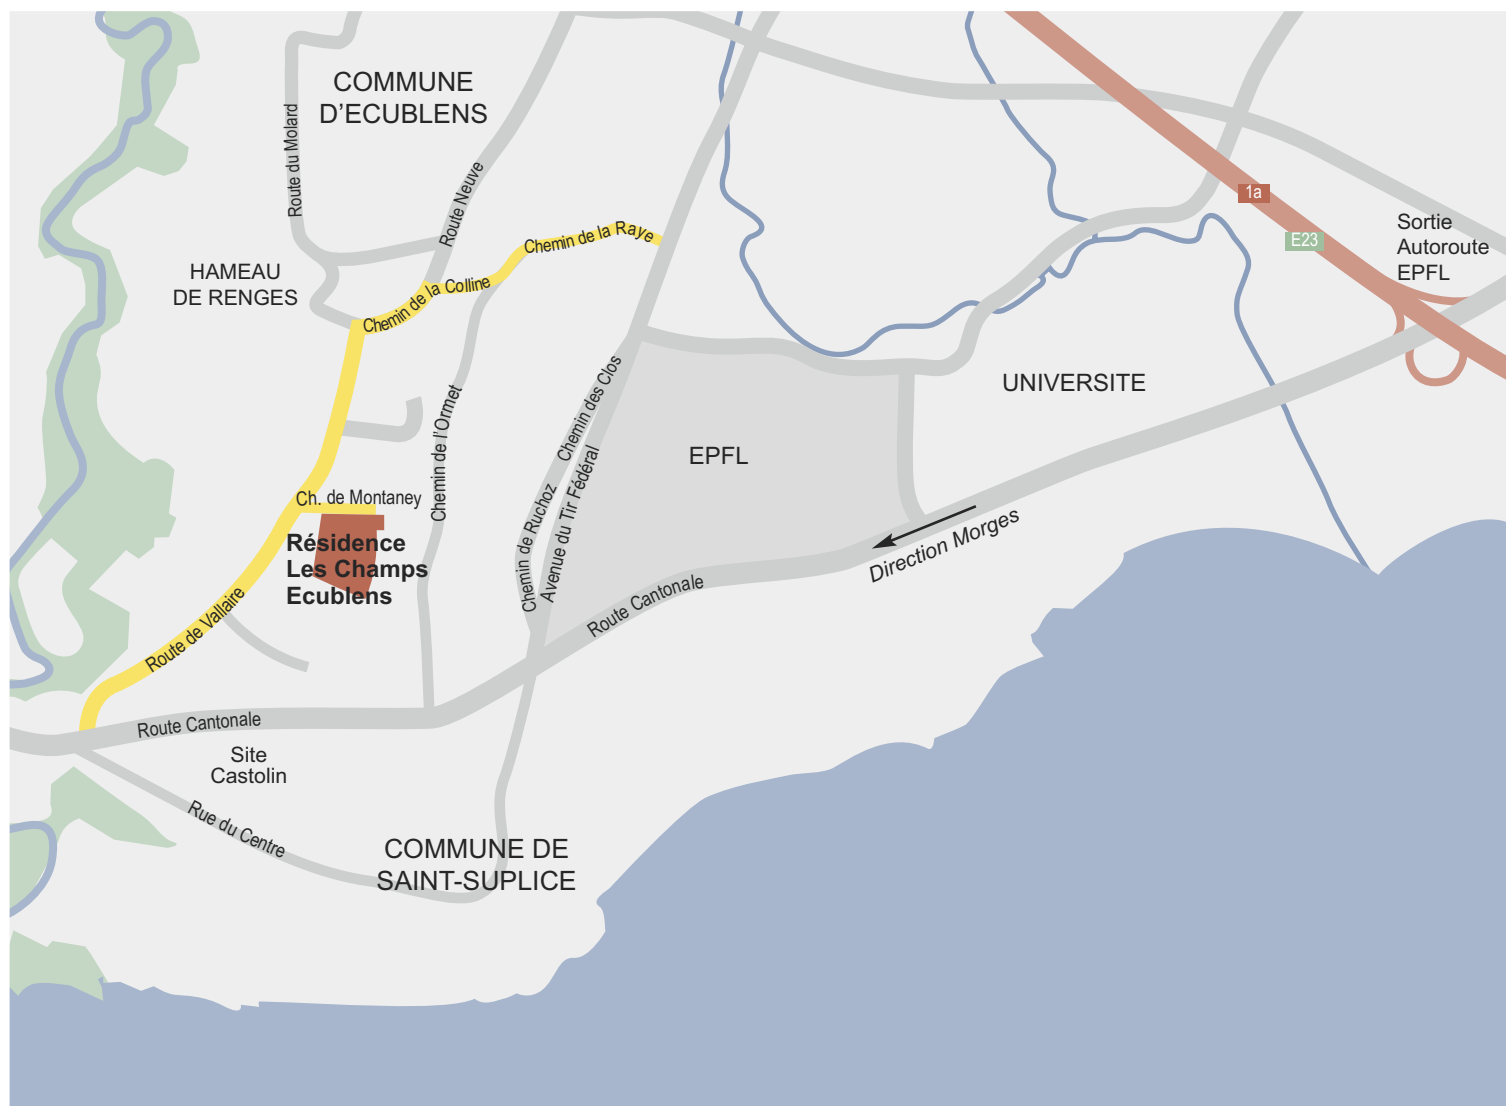 COMMUNE
D'ECUBLENS
Route du Molard
Route Neuve
Chemin de la Raye
1a
E23
Sortie
Autoroute
EPFL
HAMEAU
DE RENGES
Chemin de la Colline
UNIVERSITE
Chemin des Clos
Chemin de l'Ormet
EPFL
Avenue du Tir Fédéral
Chemin de Ruchoz
Ch. de Montaney
Résidence
Les Champs
Ecublens
Direction Morges
Route Cantonale
Route de Vallaire
Route Cantonale
Site
Castolin
Rue du Centre
COMMUNE DE
SAINT-SUPLICE